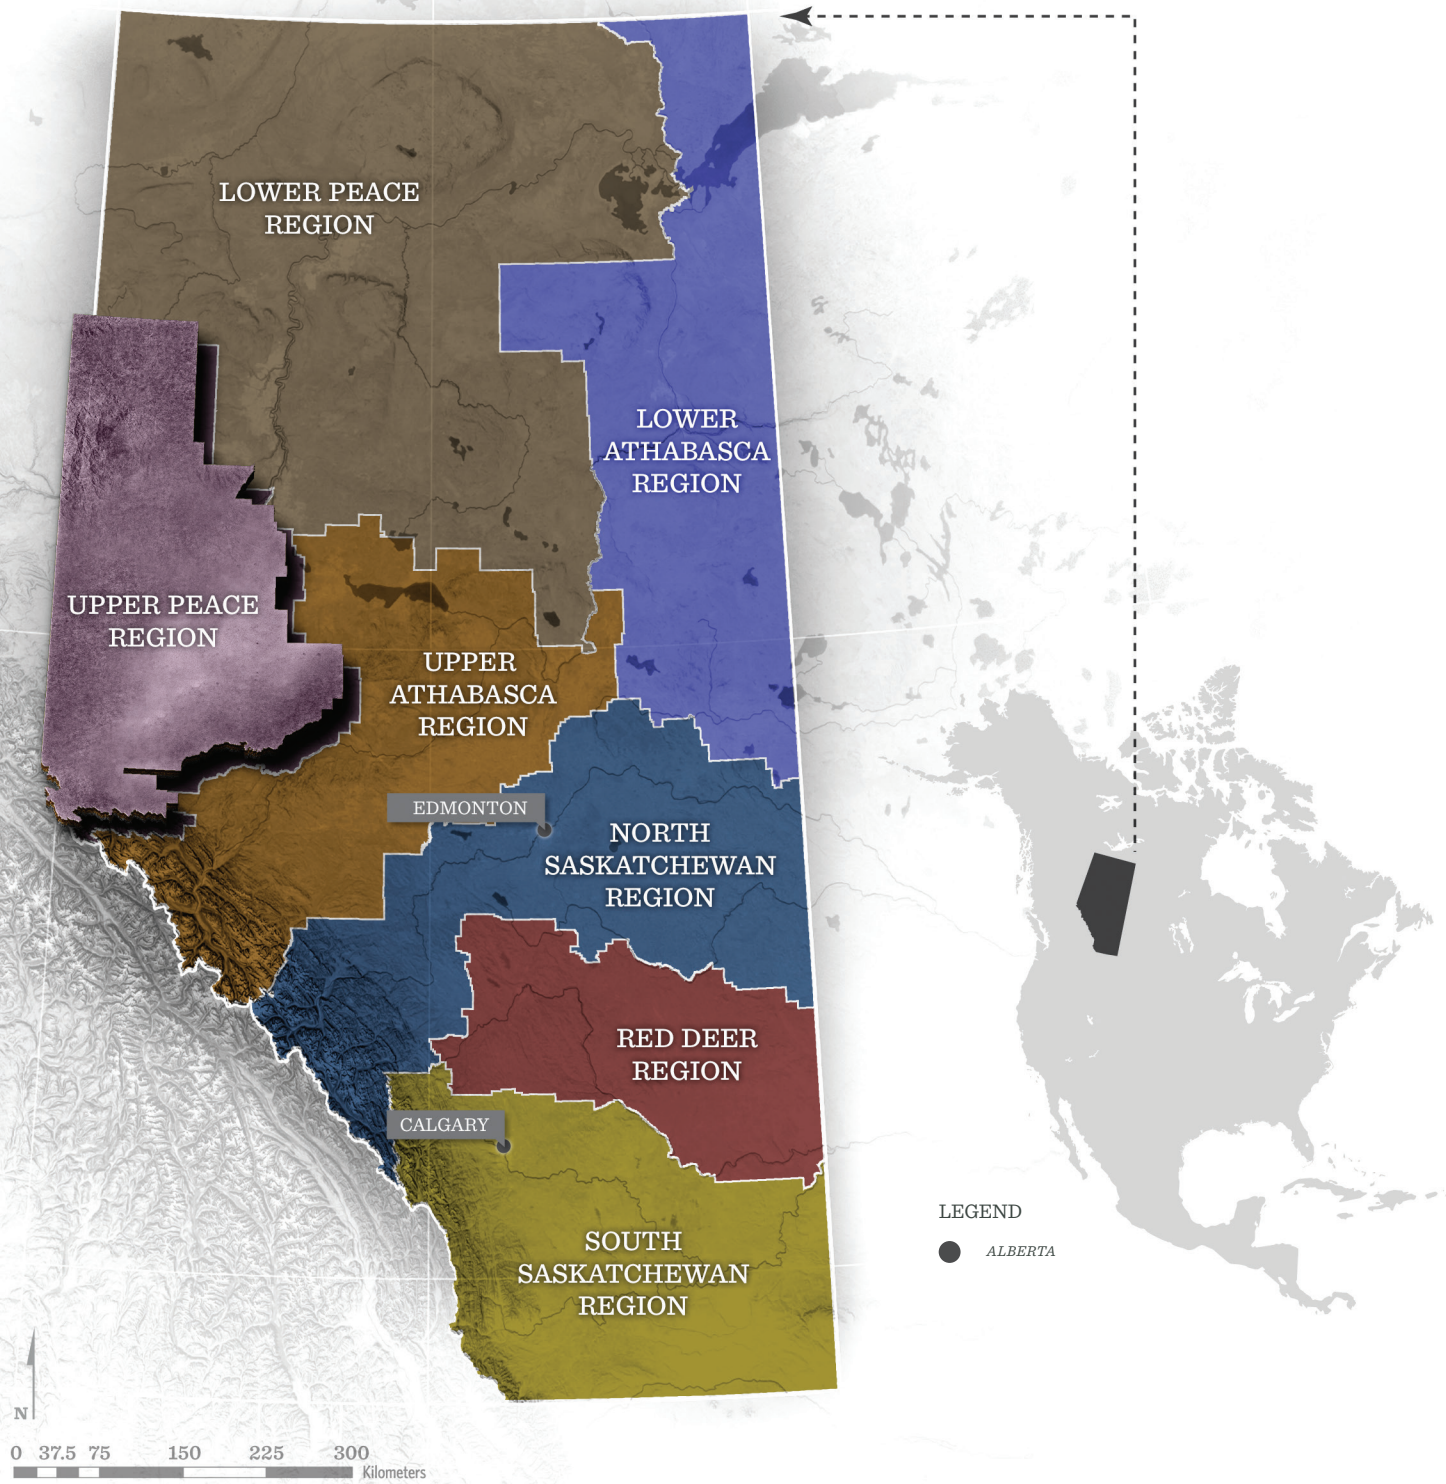 LOWER PEACE
REGION
LOWER
ATHABASCA
REGION
UPPER PEACE
REGION
UPPER
ATHABASCA
REGION
EDMONTON
NORTH
SASKATCHEWAN
REGION
RED DEER
REGION
CALGARY
SOUTH
SASKATCHEWAN
REGION
LEGEND
ALBERTA
N
0 37.5 75 150 225 300
Kilometers